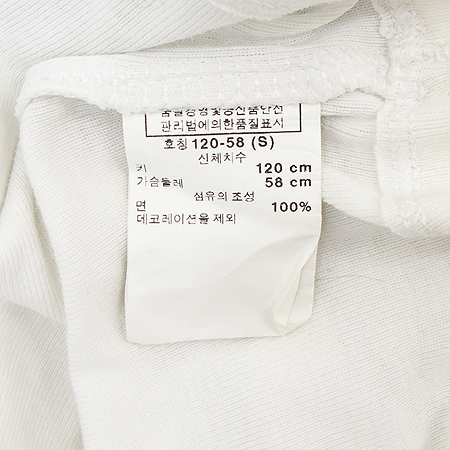 품질경영및공산품안전
관리법에의한품질표시
호칭 120-58 (S)
신체치수
키 120 cm
가슴둘레 58 cm
섬유의 조성
면 100%
데코레이션을 제외